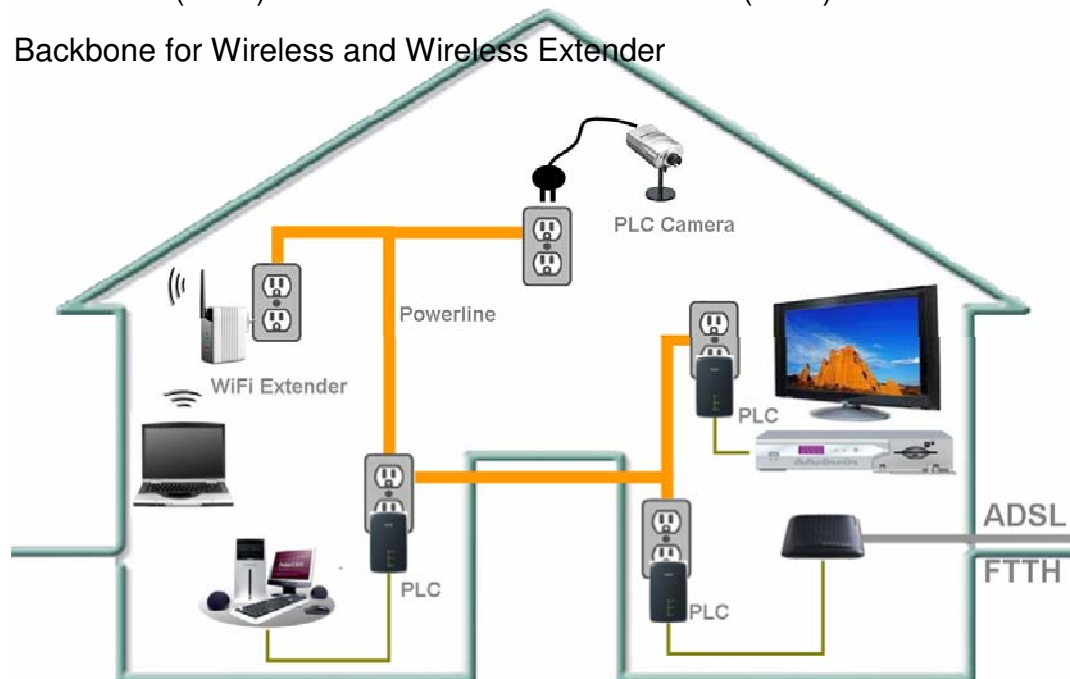 Backbone for Wireless and Wireless Extender
PLC Camera
Powerline
WiFi Extender
PLC
ADSL
FTTH
PLC
PLC